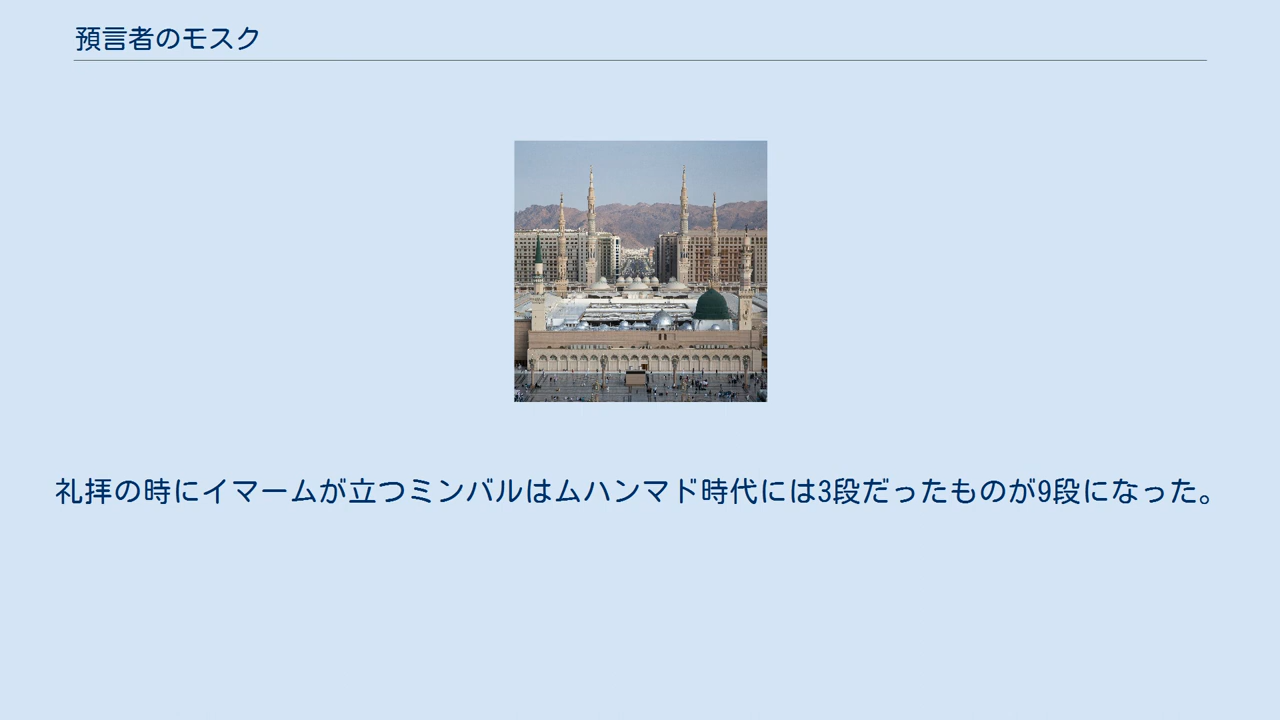 預言者のモスク
礼拝の時にイマームが立つミンバルはムハンマド時代には3段だったものが9段になった。